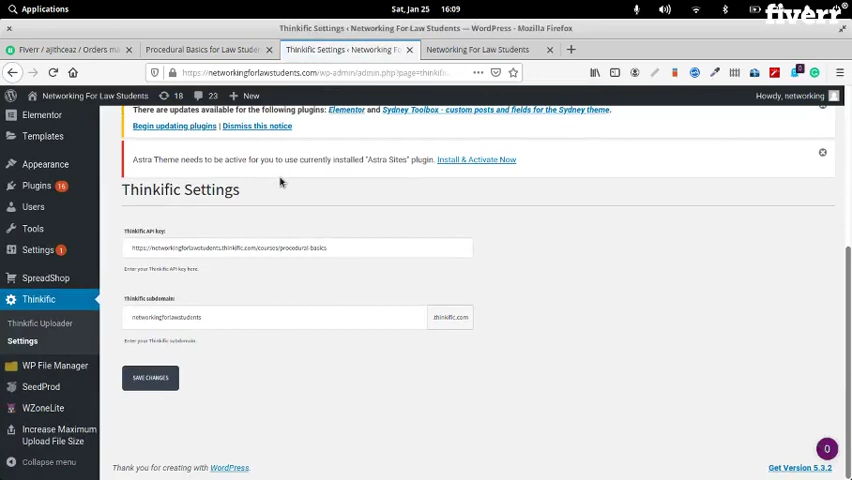 Applications
Sat, Jan 25 16:09
fiverr
Thinkific Settings ‹ Networking For Law Students — WordPress - Mozilla Firefox
Fiverr / ajithceaz / Orders ma
Procedural Basics for Law Studen
Thinkific Settings ‹ Networking Fo
Networking For Law Students
https://networkingforlawstudents.com/wp-admin/admin.php?page=thinkifi
Networking For Law Students
18
23
New
Howdy, networking
Elementor
Templates
Appearance
Plugins 16
Users
Tools
Settings 1
SpreadShop
Thinkific
Thinkific Uploader
Settings
WP File Manager
SeedProd
WZoneLite
Increase Maximum
Upload File Size
Collapse menu
There are updates available for the following plugins: Elementor and Sydney Toolbox - custom posts and fields for the Sydney theme.
Begin updating plugins | Dismiss this notice
Astra Theme needs to be active for you to use currently installed "Astra Sites" plugin. Install & Activate Now
Thinkific Settings
Thinkific API key:
https://networkingforlawstudents.thinkific.com/courses/procedural-basics
Enter your Thinkific API key here.
Thinkific subdomain:
networkingforlawstudents
.thinkific.com
Enter your Thinkific subdomain.
SAVE CHANGES
0
Thank you for creating with WordPress.
Get Version 5.3.2